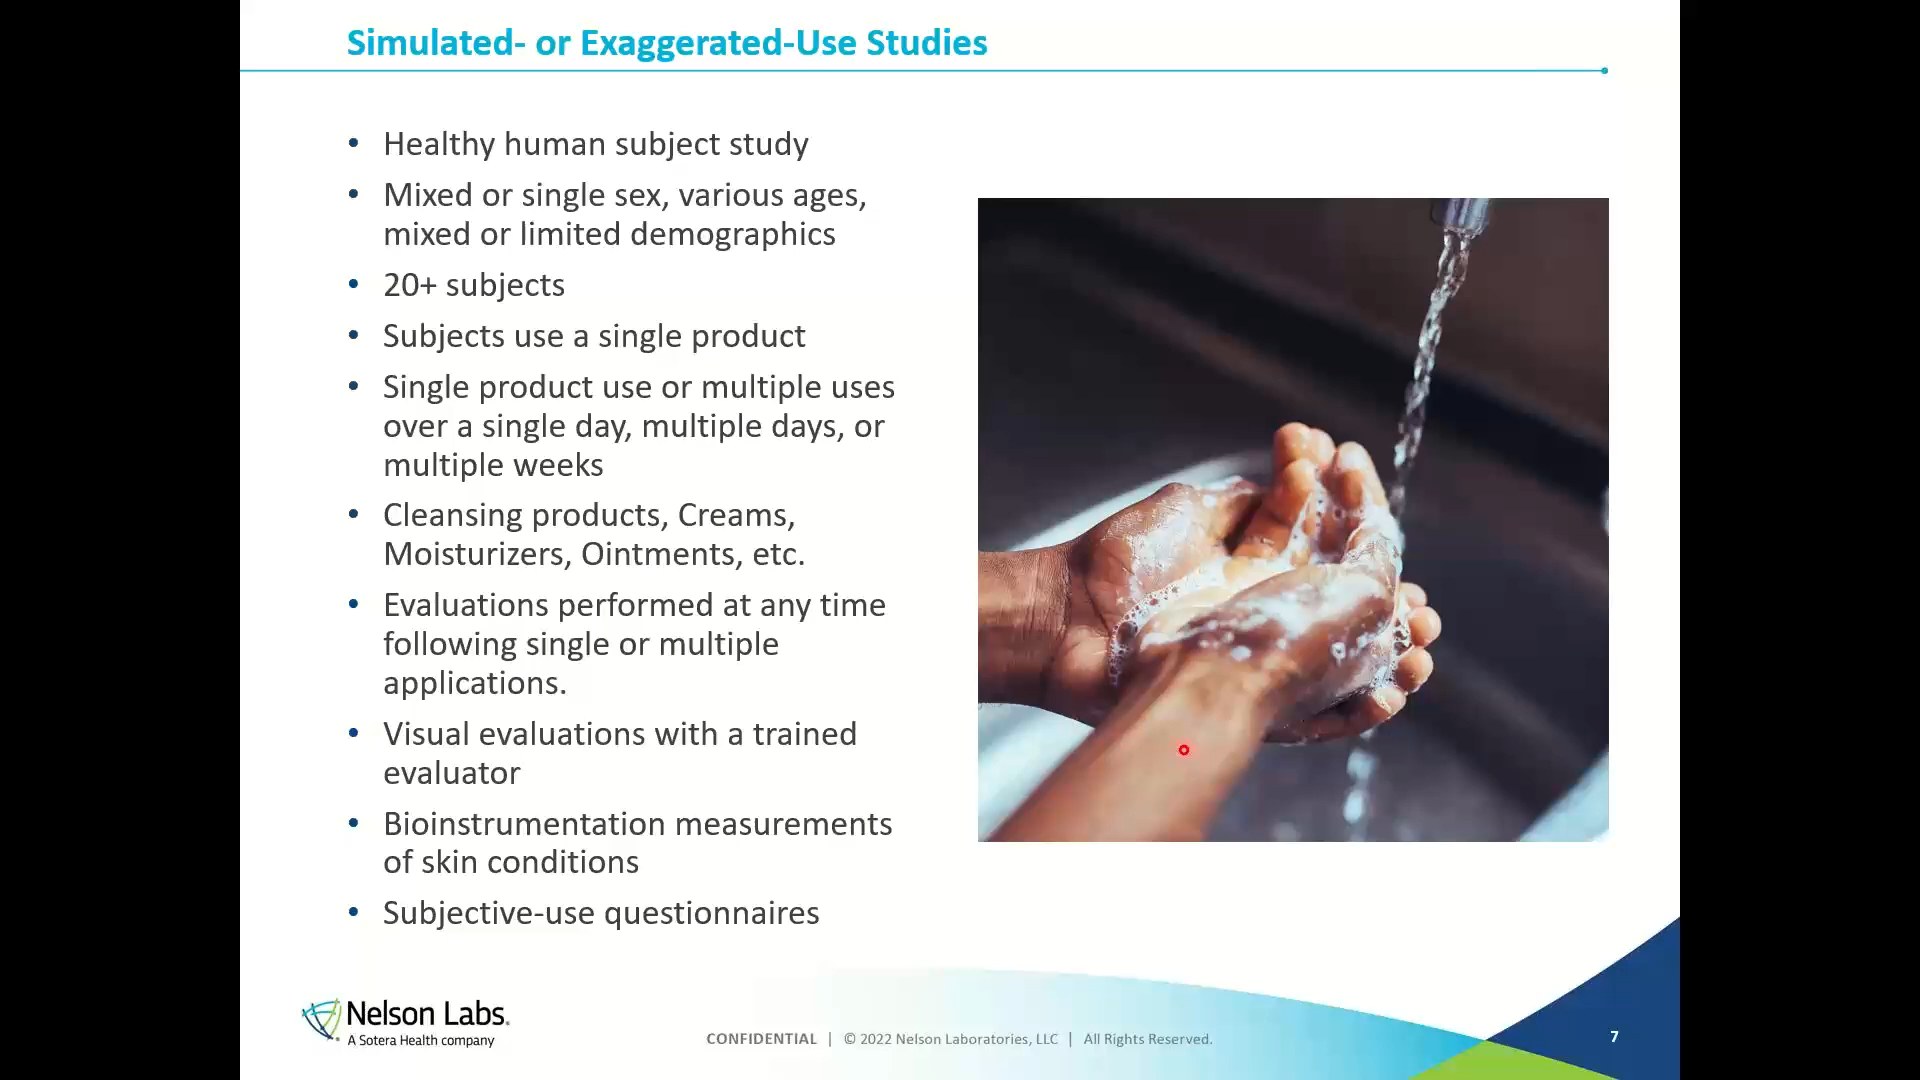 Simulated- or Exaggerated-Use Studies
• Healthy human subject study
• Mixed or single sex, various ages,
mixed or limited demographics
• 20+ subjects
• Subjects use a single product
• Single product use or multiple uses
over a single day, multiple days, or
multiple weeks
• Cleansing products, Creams,
Moisturizers, Ointments, etc.
• Evaluations performed at any time
following single or multiple
applications.
• Visual evaluations with a trained
evaluator
• Bioinstrumentation measurements
of skin conditions
• Subjective-use questionnaires
Nelson Labs.
A Sotera Health company
CONFIDENTIAL | © 2022 Nelson Laboratories, LLC | All Rights Reserved.
7